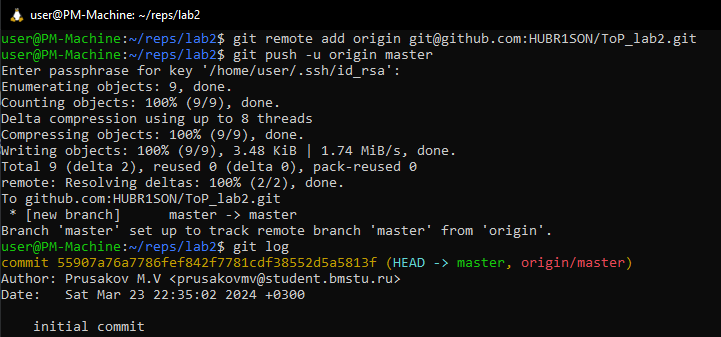 user@PM-Machine: ~/reps/lab2
user@PM-Machine:~/reps/lab2$ git remote add origin git@github.com:HUBR1SON/ToP_lab2.git
user@PM-Machine:~/reps/lab2$ git push -u origin master
Enter passphrase for key '/home/user/.ssh/id_rsa':
Enumerating objects: 9, done.
Counting objects: 100% (9/9), done.
Delta compression using up to 8 threads
Compressing objects: 100% (9/9), done.
Writing objects: 100% (9/9), 3.48 KiB | 1.74 MiB/s, done.
Total 9 (delta 2), reused 0 (delta 0), pack-reused 0
remote: Resolving deltas: 100% (2/2), done.
To github.com:HUBR1SON/ToP_lab2.git
 * [new branch]      master -> master
Branch 'master' set up to track remote branch 'master' from 'origin'.
user@PM-Machine:~/reps/lab2$ git log
commit 55907a76a7786fef842f7781cdf38552d5a5813f (HEAD -> master, origin/master)
Author: Prusakov M.V <prusakovmv@student.bmstu.ru>
Date:   Sat Mar 23 22:35:02 2024 +0300
    initial commit